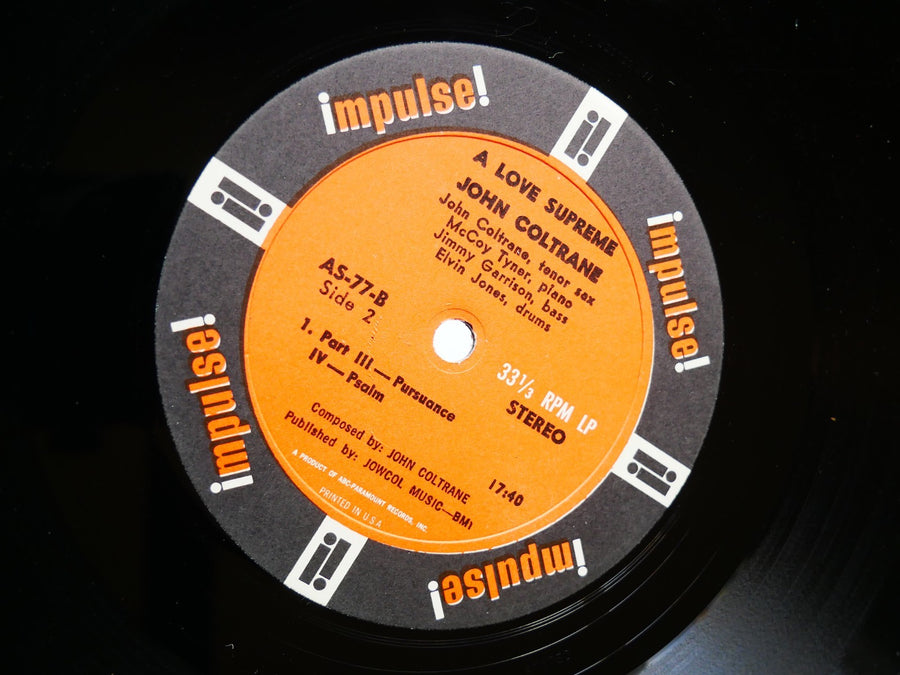 impulse!
A LOVE SUPREME
JOHN COLTRANE
John Coltrane, tenor sax
McCoy Tyner, piano
Jimmy Garrison, bass
Elvin Jones, drums
AS-77-B
Side 2
1. Part III—Pursuance
IV—Psalm
33⅓ RPM LP
STEREO
17:40
Composed by: JOHN COLTRANE
Published by: JOWCOL MUSIC—BMI
A PRODUCT OF ABC-PARAMOUNT RECORDS, INC.
PRINTED IN U.S.A.
impulse!
impulse!
impulse!
i!
i!
i!
i!